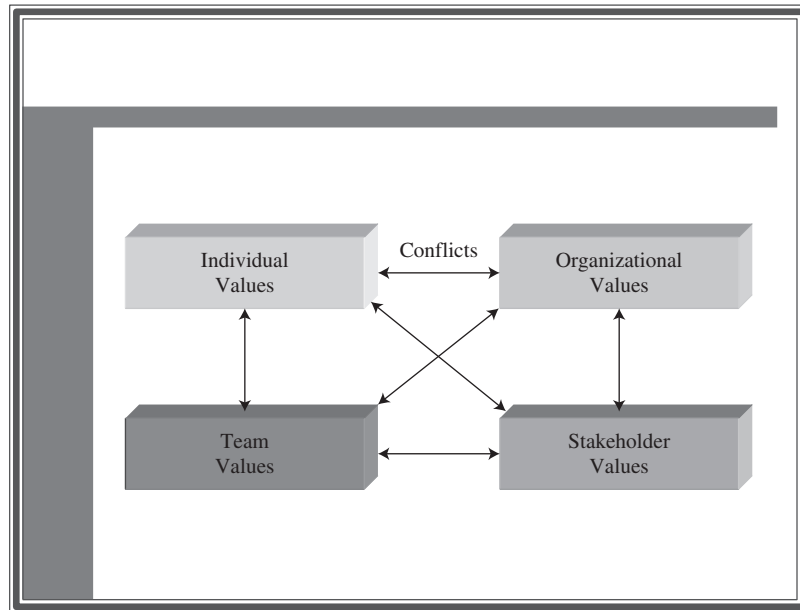 Individual
Values
Conflicts
Organizational
Values
Team
Values
Stakeholder
Values